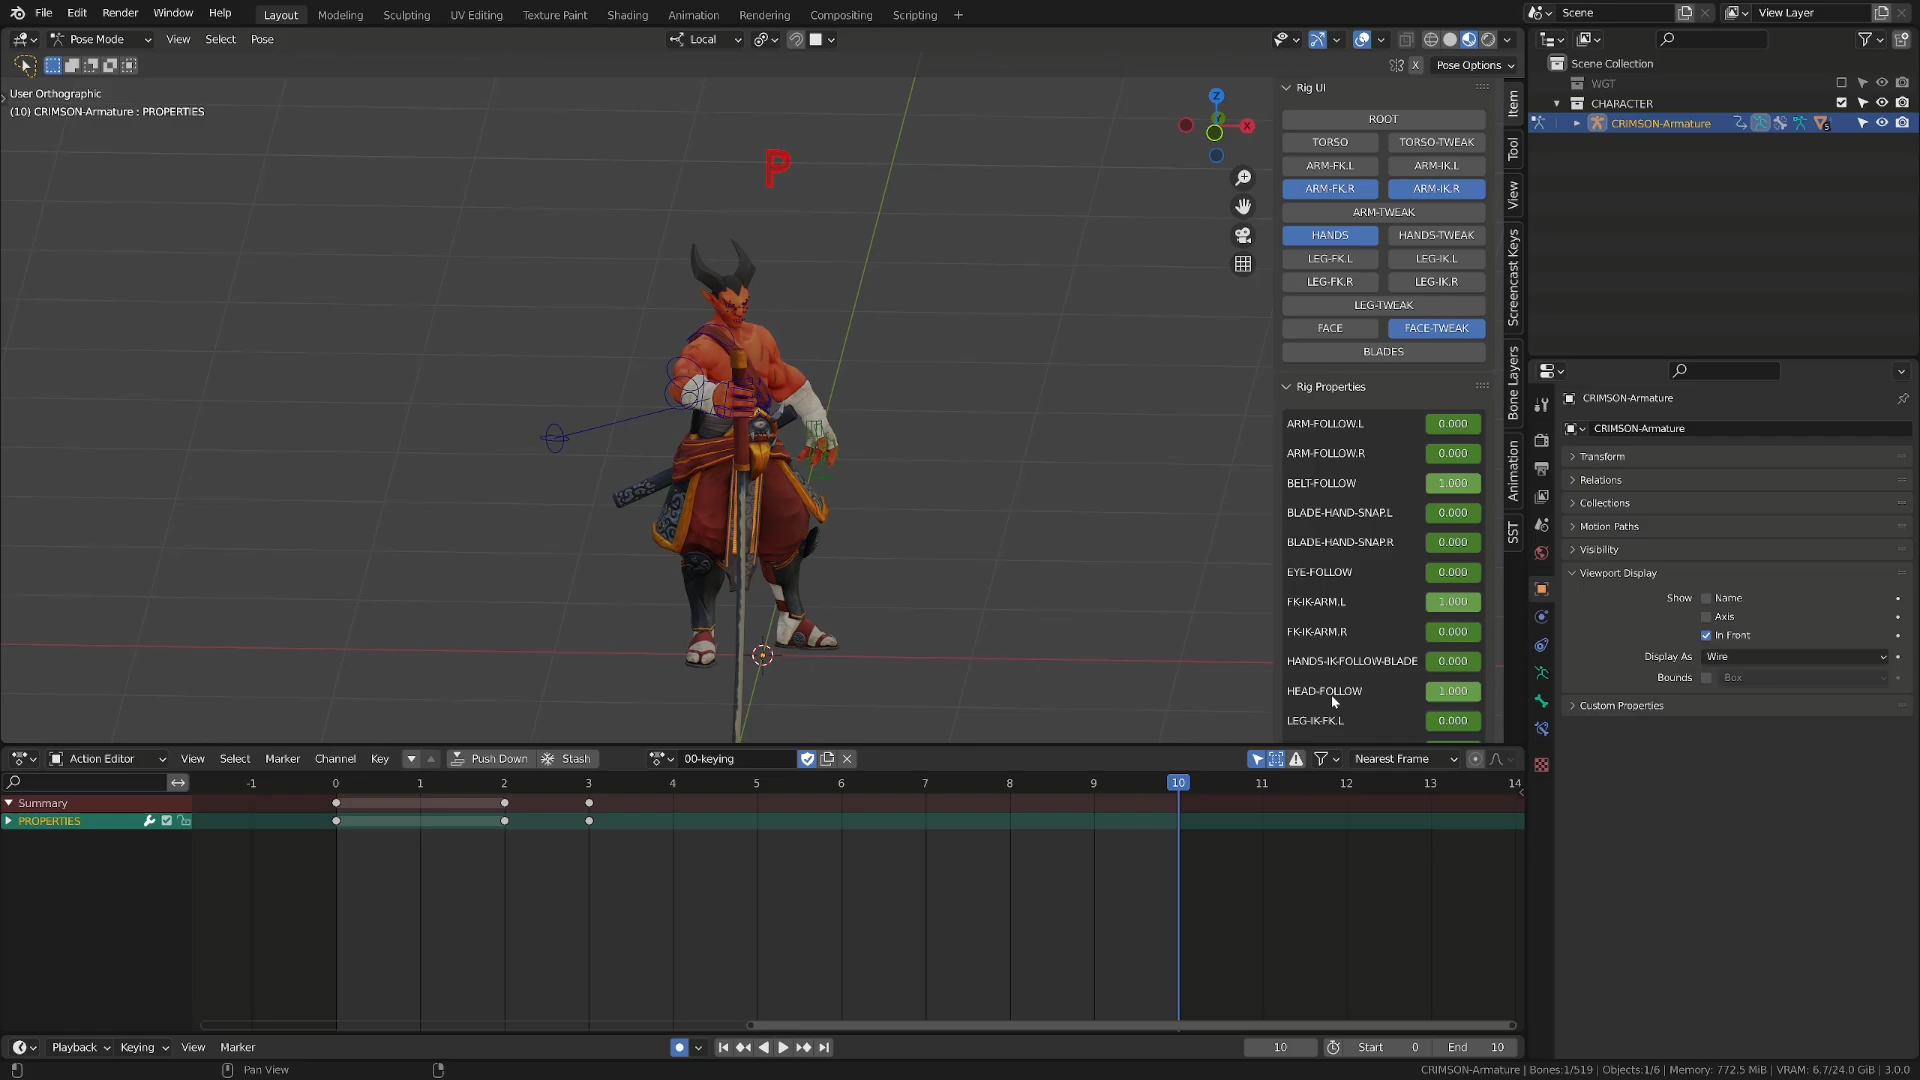 File Edit Render Window Help Layout Modeling Sculpting UV Editing Texture Paint Shading Animation Rendering Compositing Scripting + Scene View Layer
Pose Mode View Select Pose Local
X Pose Options
User Orthographic
(10) CRIMSON-Armature : PROPERTIES
P
Z
X
Rig UI
ROOT
TORSO TORSO-TWEAK
ARM-FK.L ARM-IK.L
ARM-FK.R ARM-IK.R
ARM-TWEAK
HANDS HANDS-TWEAK
LEG-FK.L LEG-IK.L
LEG-FK.R LEG-IK.R
LEG-TWEAK
FACE FACE-TWEAK
BLADES
Rig Properties
ARM-FOLLOW.L 0.000
ARM-FOLLOW.R 0.000
BELT-FOLLOW 1.000
BLADE-HAND-SNAP.L 0.000
BLADE-HAND-SNAP.R 0.000
EYE-FOLLOW 0.000
FK-IK-ARM.L 1.000
FK-IK-ARM.R 0.000
HANDS-IK-FOLLOW-BLADE 0.000
HEAD-FOLLOW 1.000
LEG-IK-FK.L 0.000
Item
Tool
View
Screencast Keys
Bone Layers
Animation
SST
Scene Collection
WGT
CHARACTER
CRIMSON-Armature 5
CRIMSON-Armature
CRIMSON-Armature
Transform
Relations
Collections
Motion Paths
Visibility
Viewport Display
Show Name
Axis
In Front
Display As Wire
Bounds Box
Custom Properties
Action Editor View Select Marker Channel Key Push Down Stash 00-keying Nearest Frame
-1 0 1 2 3 4 5 6 7 8 9 10 11 12 13 14
Summary
PROPERTIES
Playback Keying View Marker 10 Start 0 End 10
Pan View
CRIMSON-Armature | Bones:1/519 | Objects:1/6 | Memory: 772.5 MiB | VRAM: 6.7/24.0 GiB | 3.0.0